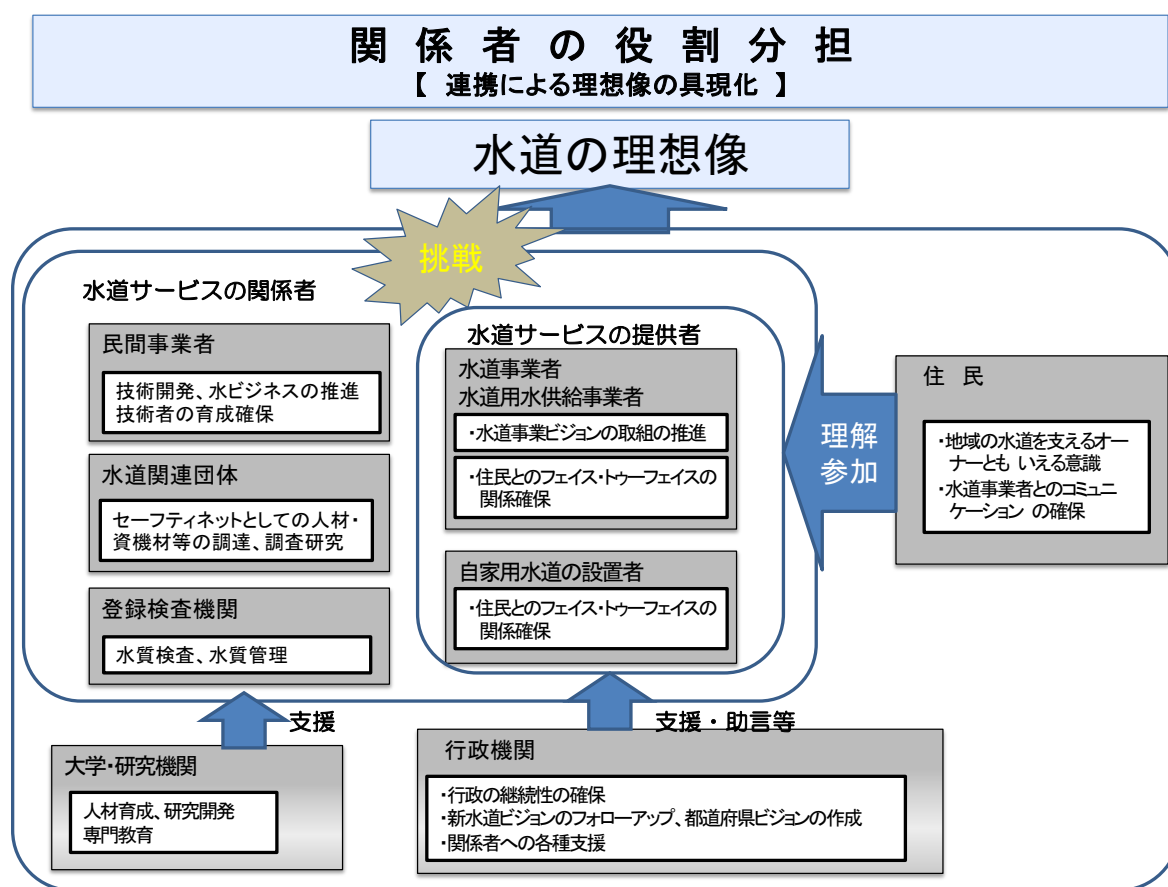 関係者の役割分担
【 連携による理想像の具現化 】
水道の理想像
挑戦
水道サービスの関係者
民間事業者
技術開発、水ビジネスの推進
技術者の育成確保
水道関連団体
セーフティネットとしての人材・
資機材等の調達、調査研究
登録検査機関
水質検査、水質管理
水道サービスの提供者
水道事業者
水道用水供給事業者
・水道事業ビジョンの取組の推進
・住民とのフェイス・トゥーフェイスの
関係確保
自家用水道の設置者
・住民とのフェイス・トゥーフェイスの
関係確保
理解
参加
住 民
・地域の水道を支えるオー
ナーとも いえる意識
・水道事業者とのコミュニ
ケーション の確保
支援
大学・研究機関
人材育成、研究開発
専門教育
支援・助言等
行政機関
・行政の継続性の確保
・新水道ビジョンのフォローアップ、都道府県ビジョンの作成
・関係者への各種支援